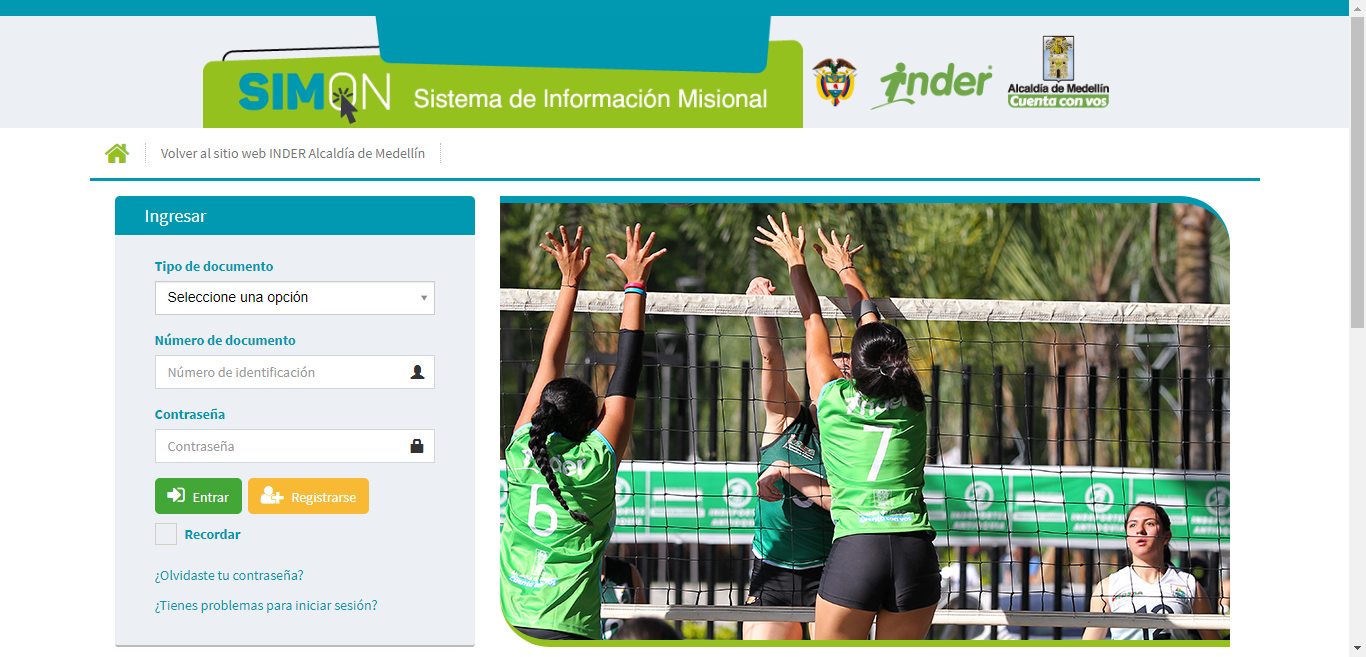 SIMON Sistema de Información Misional
inder
Alcaldía de Medellín
Cuenta con vos
Volver al sitio web INDER Alcaldía de Medellín
Ingresar
Tipo de documento
Seleccione una opción
Número de documento
Número de identificación
Contraseña
Contraseña
Entrar
Registrarse
Recordar
¿Olvidaste tu contraseña?
¿Tienes problemas para iniciar sesión?
inder
7
inder
6